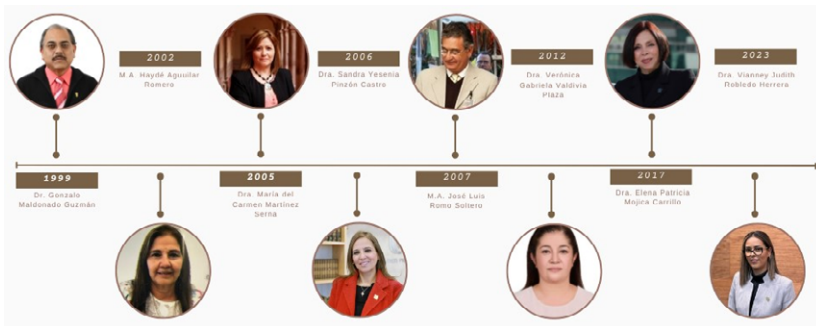 2002
M.A. Haydé Aguilar
Romero
2006
Dra. Sandra Yesenia
Pinzón Castro
2012
Dra. Verónica
Gabriela Valdivia
Plaza
2023
Dra. Vianney Judith
Robledo Herrera
1999
Dr. Gonzalo
Maldonado Guzmán
2005
Dra. María del
Carmen Martínez
Serna
2007
M.A. José Luis
Romo Soltero
2017
Dra. Elena Patricia
Mojica Carrillo